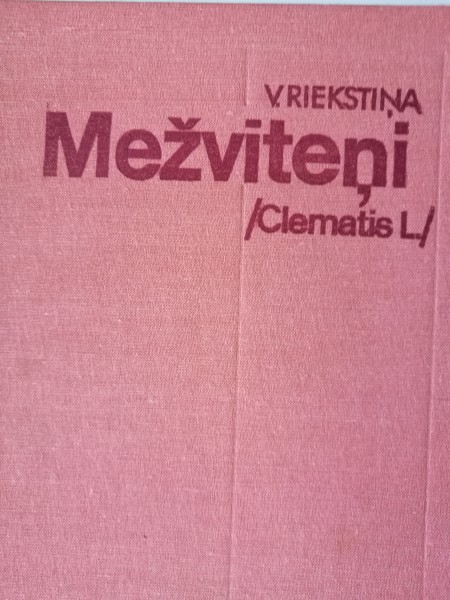 V. RIEKSTIŅA
Mežviteņi
/Clematis L./